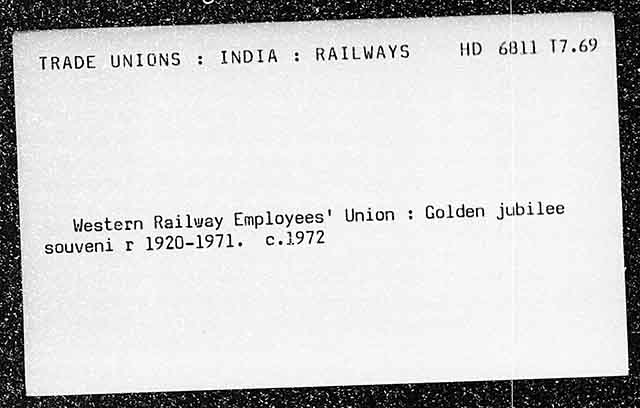 TRADE UNIONS : INDIA : RAILWAYS HD 6811 T7.69
Western Railway Employees' Union : Golden jubilee
souveni r 1920-1971. c.1972